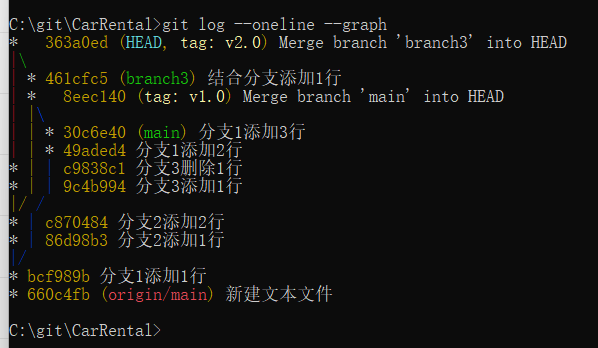 C:\git\CarRental>git log --oneline --graph
*   363a0ed (HEAD, tag: v2.0) Merge branch 'branch3' into HEAD
|\
| * 461cfc5 (branch3) 结合分支添加1行
| *   8eec140 (tag: v1.0) Merge branch 'main' into HEAD
| |\
| | * 30c6e40 (main) 分支1添加3行
| | * 49aded4 分支1添加2行
* | | c9838c1 分支3删除1行
* | | 9c4b994 分支3添加1行
|/ /
* | c870484 分支2添加2行
* | 86d98b3 分支2添加1行
|/
* bcf989b 分支1添加1行
* 660c4fb (origin/main) 新建文本文件
C:\git\CarRental>